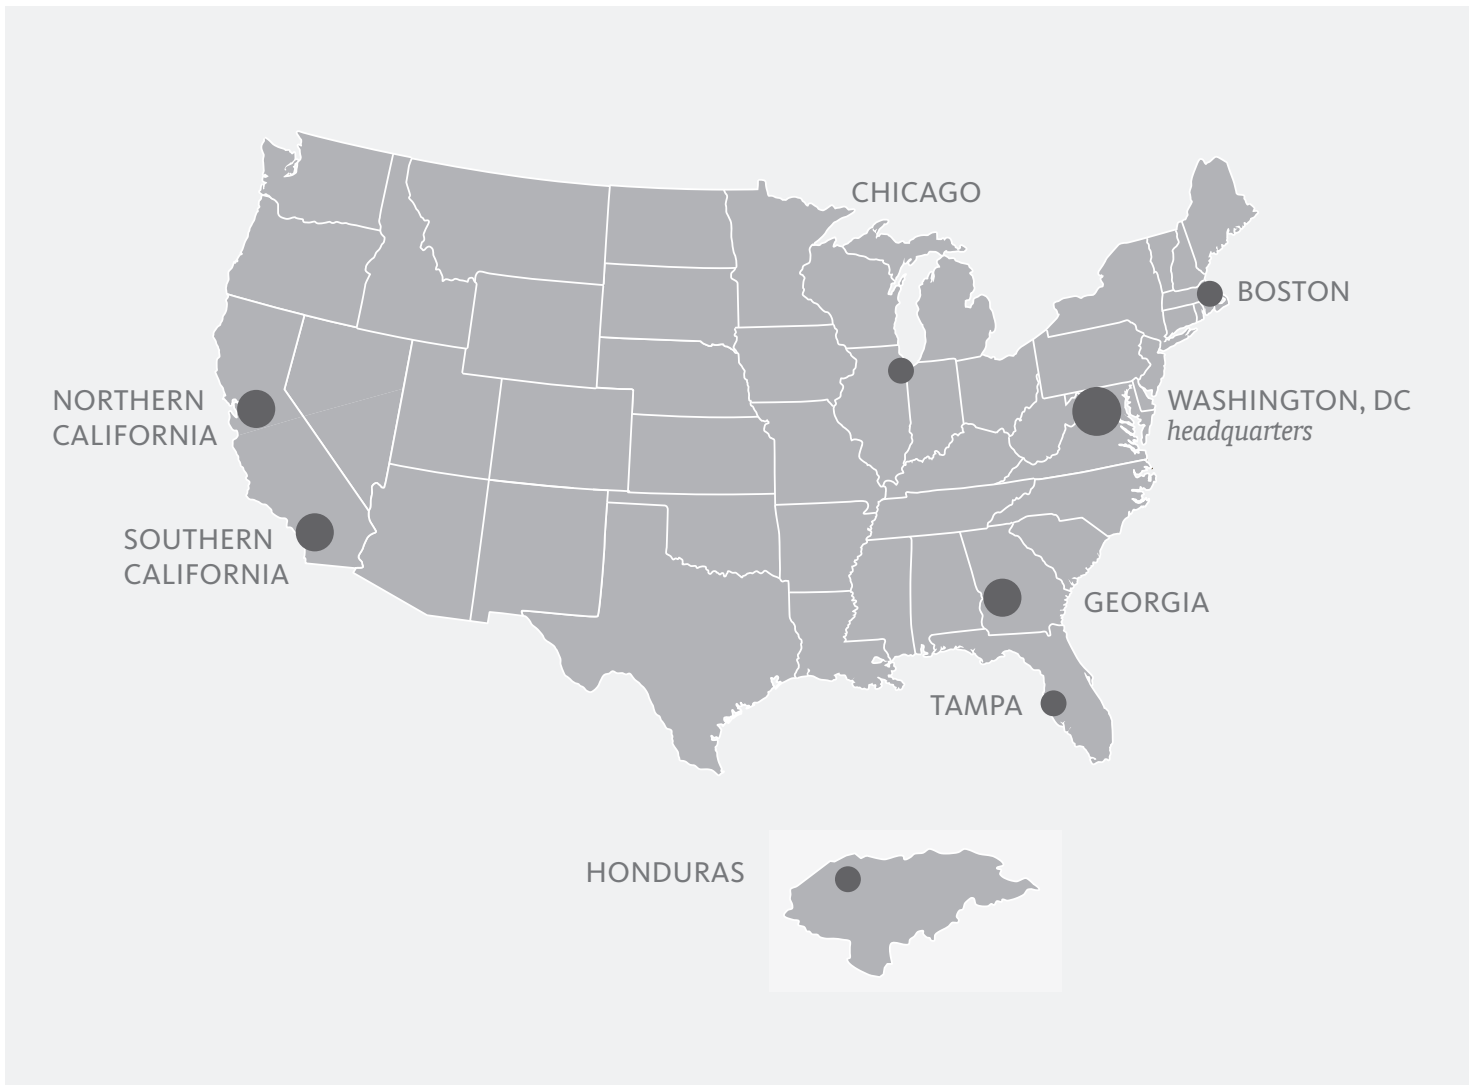 CHICAGO
BOSTON
NORTHERN
CALIFORNIA
WASHINGTON, DC
headquarters
SOUTHERN
CALIFORNIA
GEORGIA
TAMPA
HONDURAS